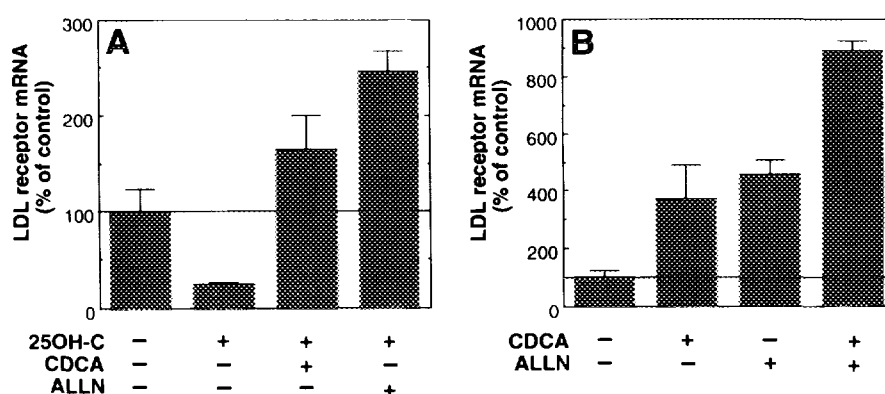 A
LDL receptor mRNA
(% of control)
300
200
100
0
25OH-C – + + +
CDCA – – + –
ALLN – – – +
B
LDL receptor mRNA
(% of control)
1000
800
600
400
200
0
CDCA – + – +
ALLN – – + +